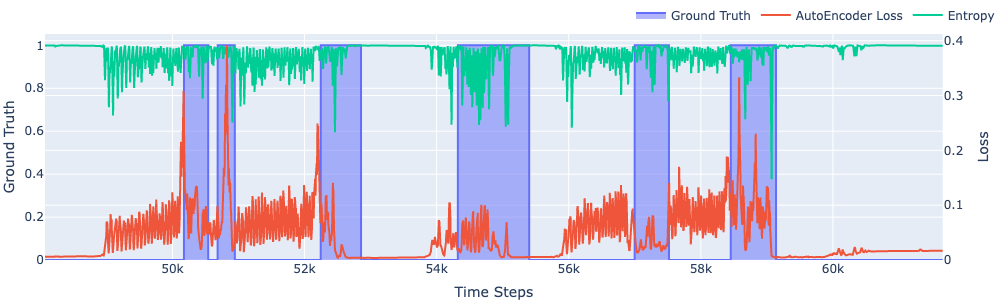 Ground Truth AutoEncoder Loss Entropy
1
0.8
0.6
0.4
0.2
0
Ground Truth
0.4
0.3
0.2
0.1
0
Loss
50k 52k 54k 56k 58k 60k
Time Steps